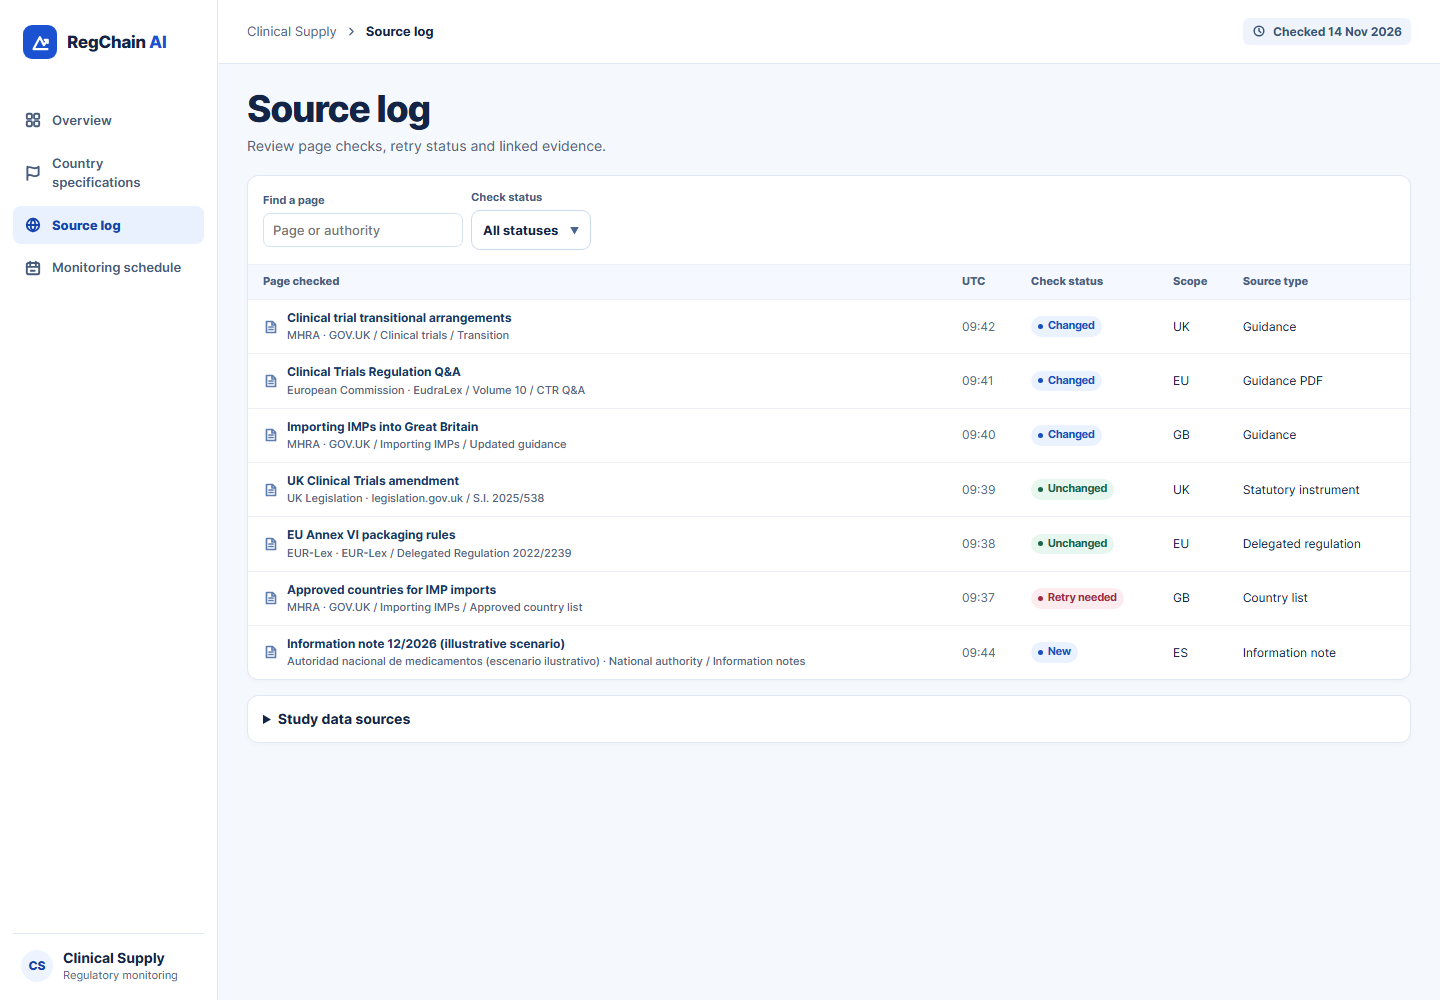 RegChain AI
Overview
Country
specifications
Source log
Monitoring schedule
CS
Clinical Supply
Regulatory monitoring
Clinical Supply > Source log
Checked 14 Nov 2026
Source log
Review page checks, retry status and linked evidence.
Find a page
Check status
Page or authority
All statuses
Page checked UTC Check status Scope Source type
Clinical trial transitional arrangements
MHRA · GOV.UK / Clinical trials / Transition
09:42 Changed UK Guidance
Clinical Trials Regulation Q&A
European Commission · EudraLex / Volume 10 / CTR Q&A
09:41 Changed EU Guidance PDF
Importing IMPs into Great Britain
MHRA · GOV.UK / Importing IMPs / Updated guidance
09:40 Changed GB Guidance
UK Clinical Trials amendment
UK Legislation · legislation.gov.uk / S.I. 2025/538
09:39 Unchanged UK Statutory instrument
EU Annex VI packaging rules
EUR-Lex · EUR-Lex / Delegated Regulation 2022/2239
09:38 Unchanged EU Delegated regulation
Approved countries for IMP imports
MHRA · GOV.UK / Importing IMPs / Approved country list
09:37 Retry needed GB Country list
Information note 12/2026 (illustrative scenario)
Autoridad nacional de medicamentos (escenario ilustrativo) · National authority / Information notes
09:44 New ES Information note
Study data sources